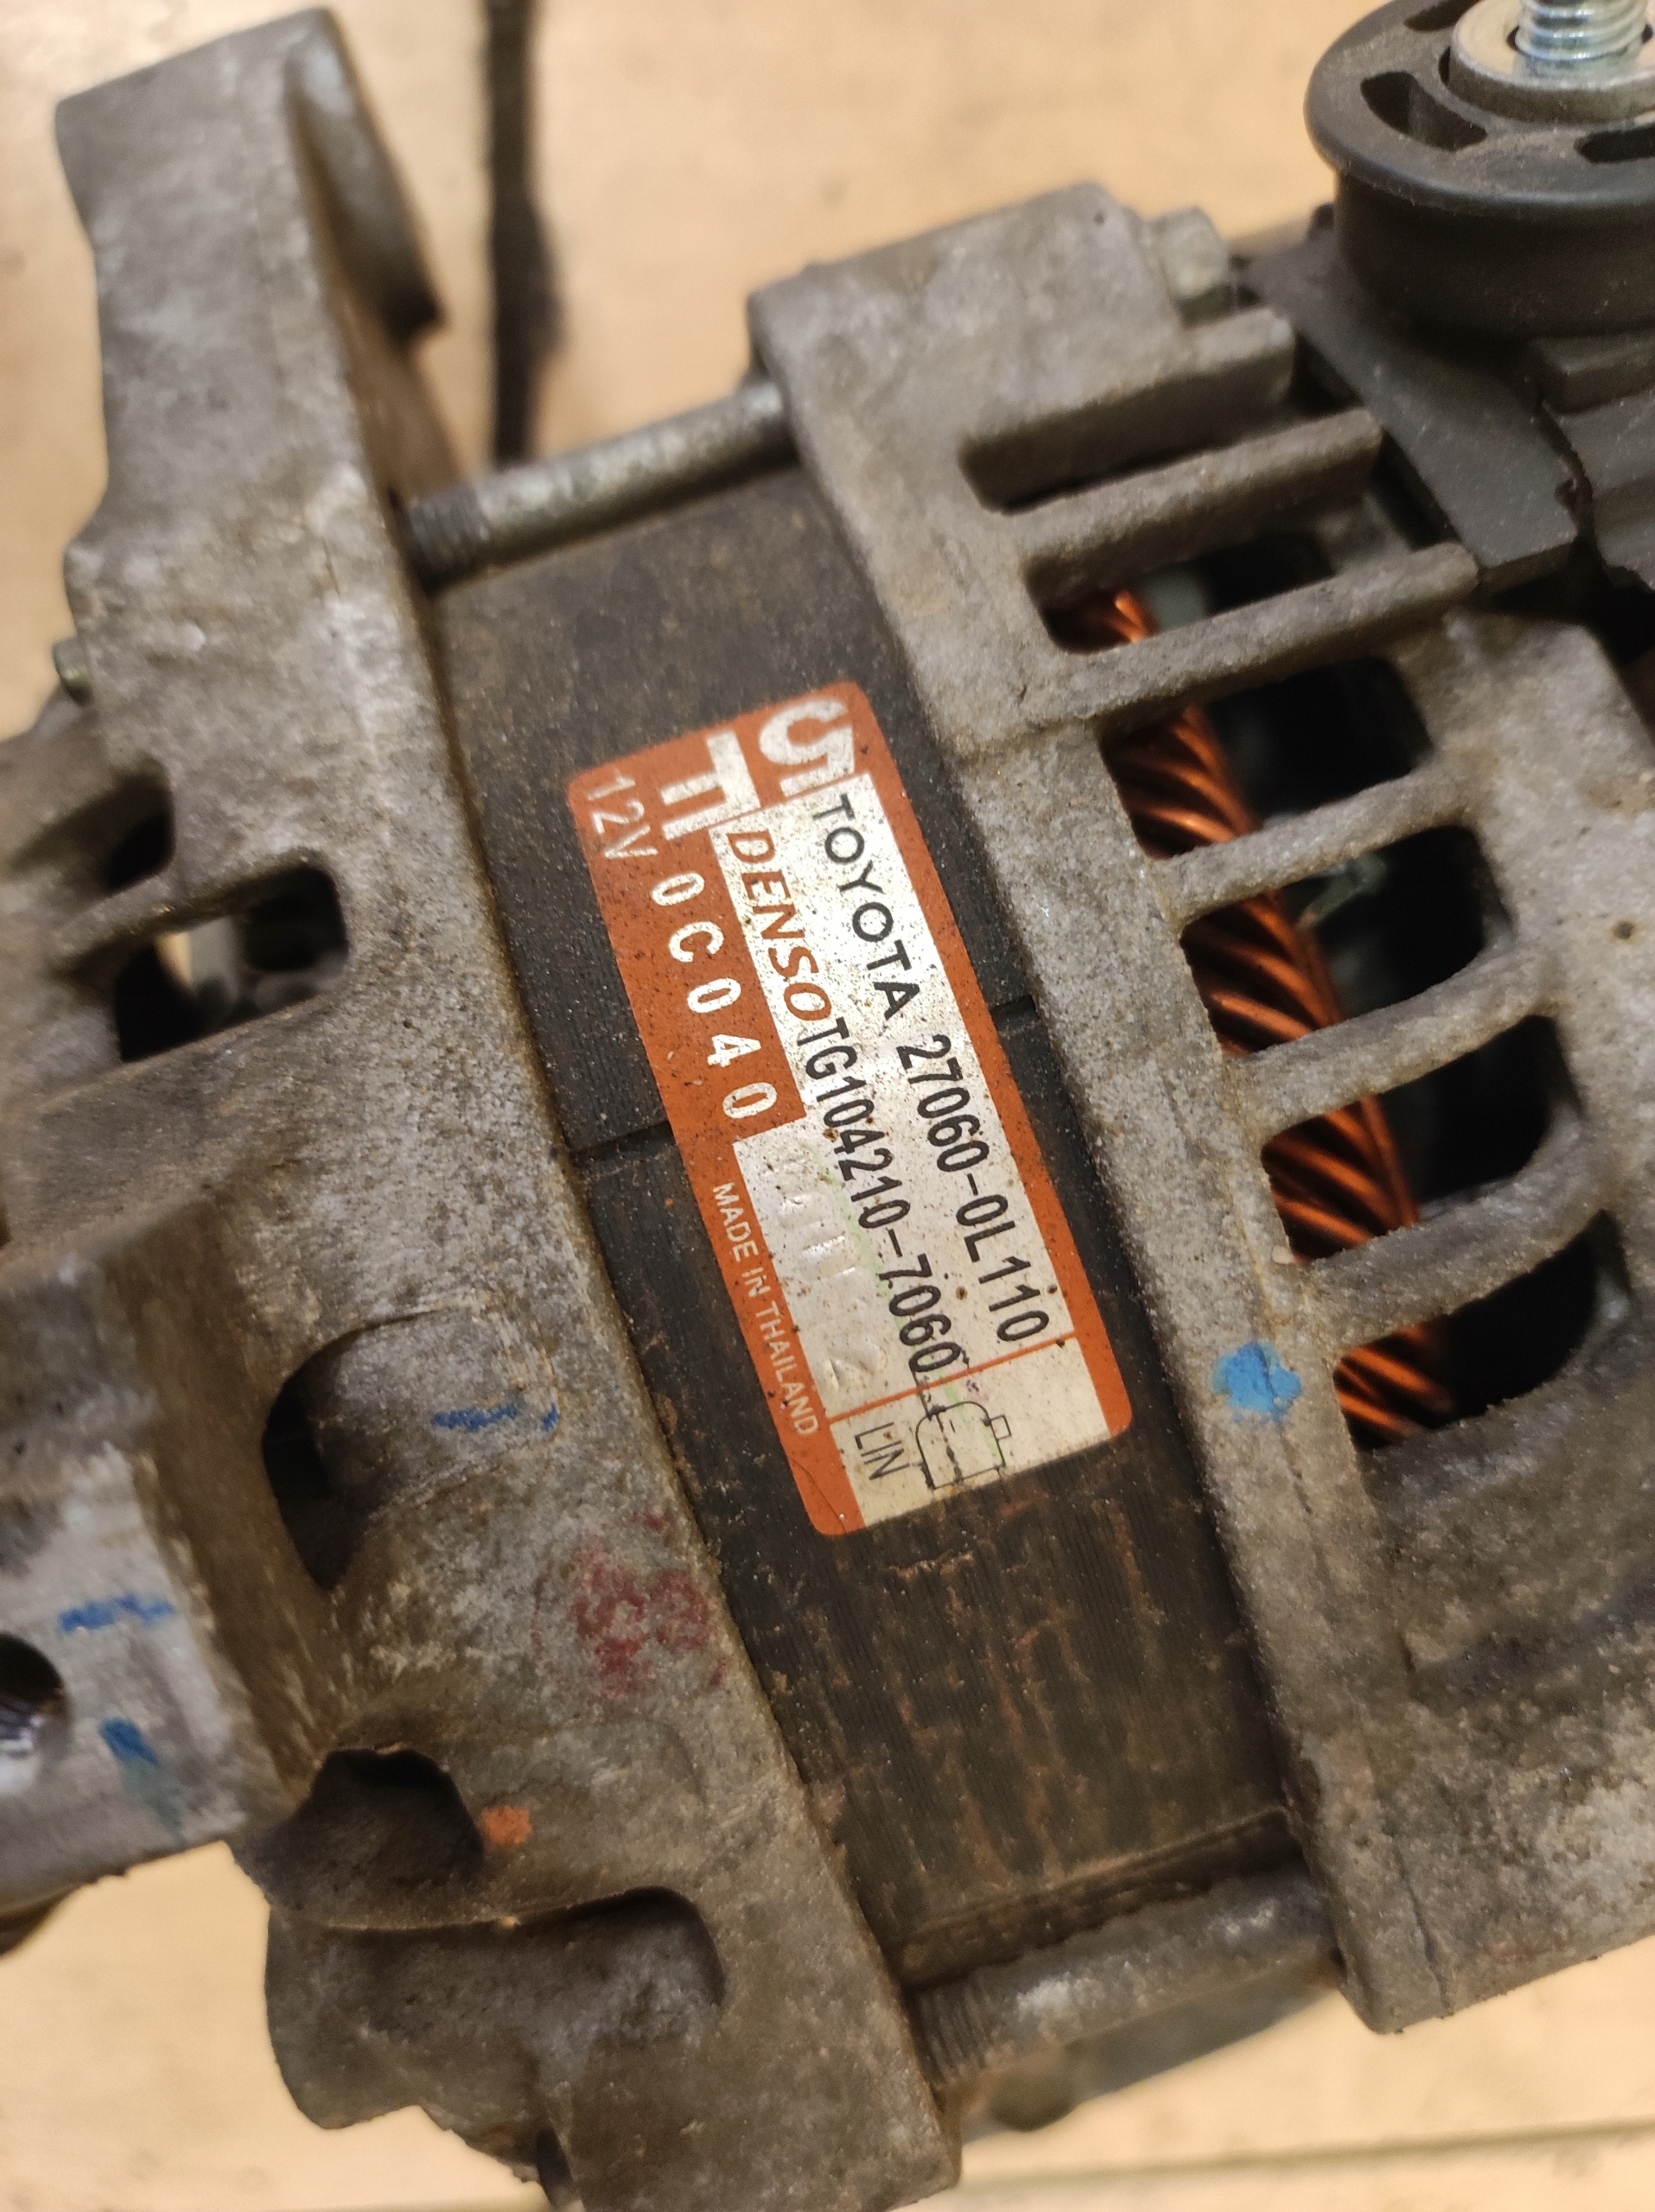 TOYOTA 27060-0L110
DENSO TG104210-7060
12V 0C040
MADE IN THAILAND
LIN